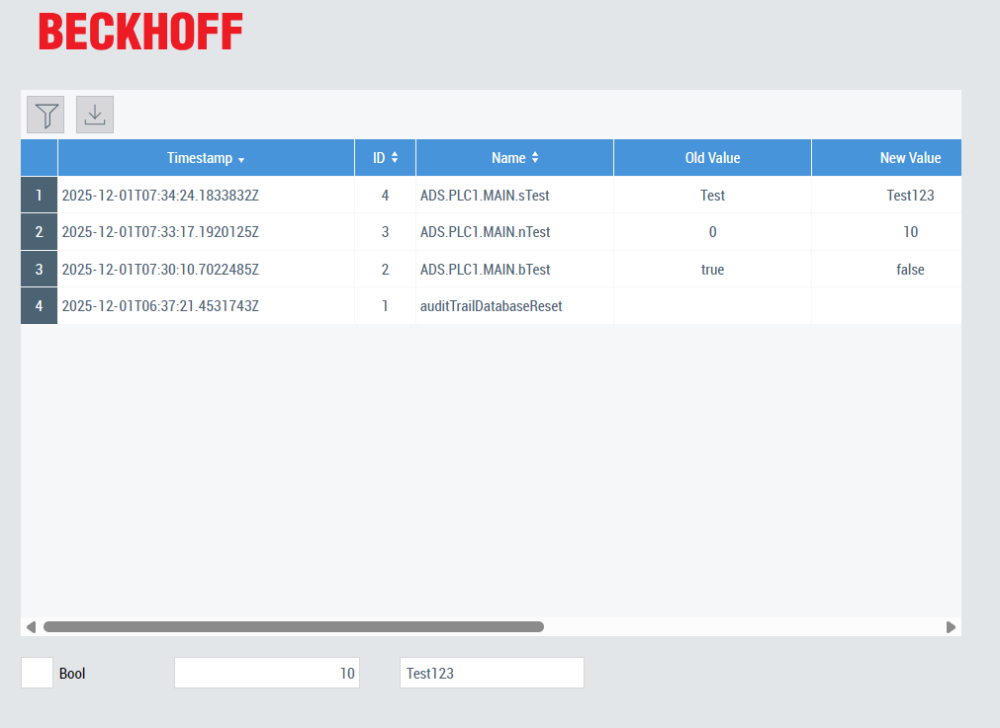 BECKHOFF
Timestamp ID Name Old Value New Value
1 2025-12-01T07:34:24.1833832Z 4 ADS.PLC1.MAIN.sTest Test Test123
2 2025-12-01T07:33:17.1920125Z 3 ADS.PLC1.MAIN.nTest 0 10
3 2025-12-01T07:30:10.7022485Z 2 ADS.PLC1.MAIN.bTest true false
4 2025-12-01T06:37:21.4531743Z 1 auditTrailDatabaseReset
Bool 10 Test123